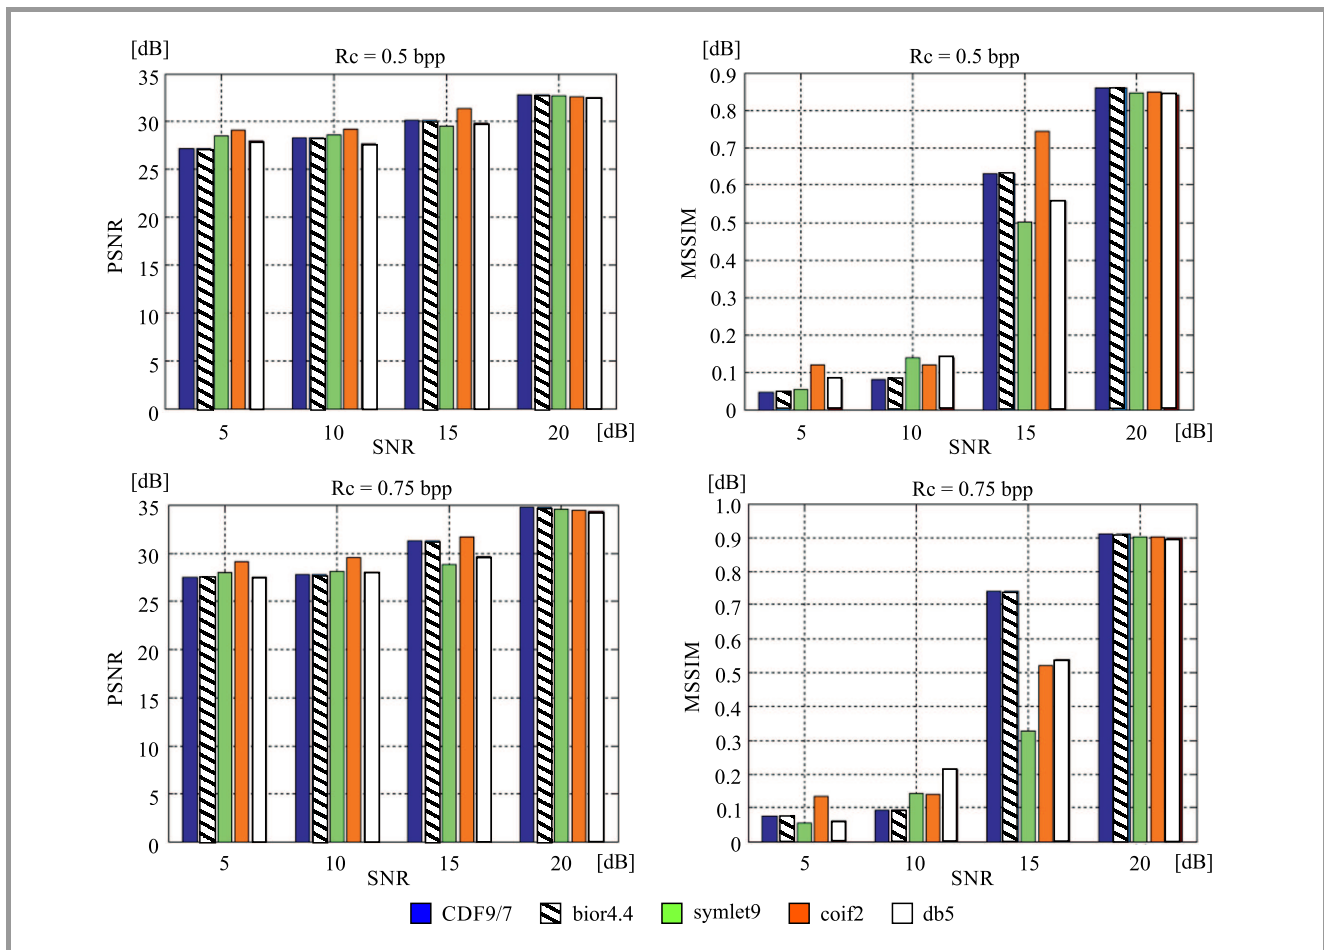 [dB]
Rc = 0.5 bpp
35
30
25
20
15
10
5
0
PSNR
5 10 15 20 [dB]
SNR
[dB]
Rc = 0.5 bpp
0.9
0.8
0.7
0.6
0.5
0.4
0.3
0.2
0.1
0
MSSIM
5 10 15 20 [dB]
SNR
[dB]
Rc = 0.75 bpp
35
30
25
20
15
10
5
0
PSNR
5 10 15 20 [dB]
SNR
[dB]
Rc = 0.75 bpp
1.0
0.9
0.8
0.7
0.6
0.5
0.4
0.3
0.2
0.1
0
MSSIM
5 10 15 20 [dB]
SNR
CDF9/7 bior4.4 symlet9 coif2 db5